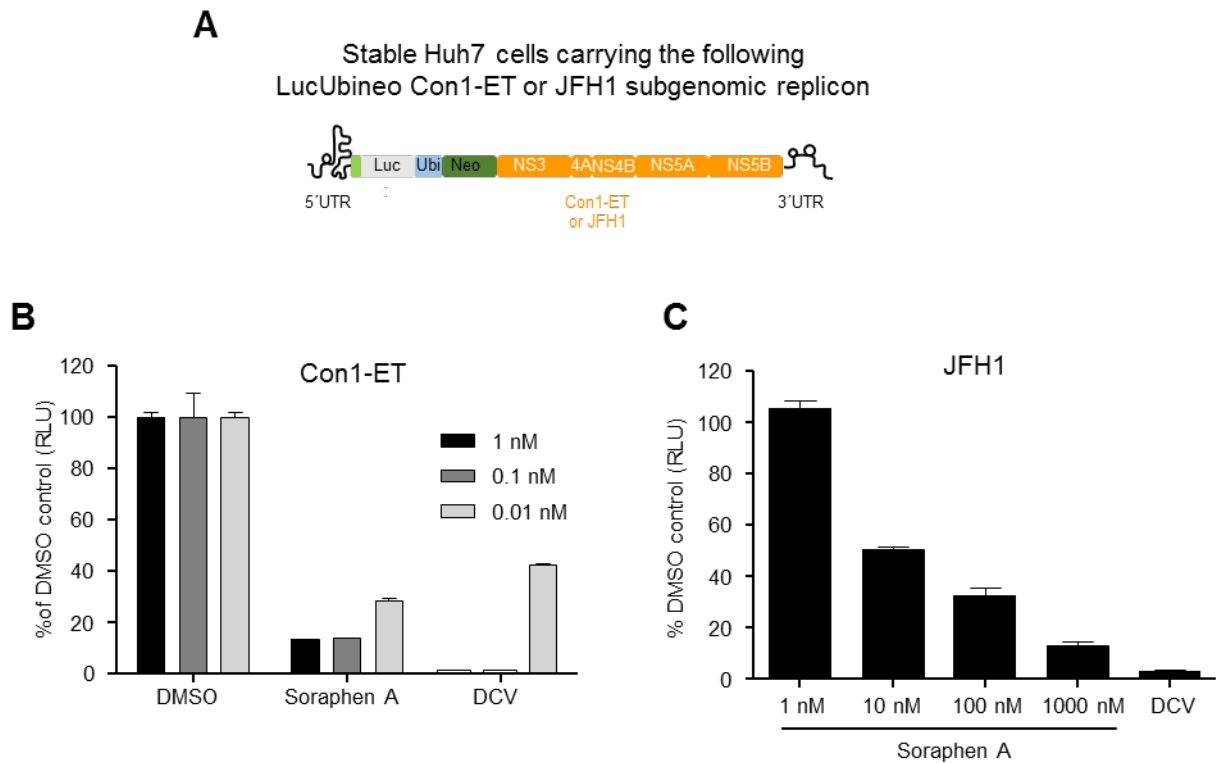 A
Stable Huh7 cells carrying the following
LucUbineo Con1-ET or JFH1 subgenomic replicon
Luc Ubi Neo NS3 4A NS4B NS5A NS5B
5´UTR Con1-ET 3´UTR
or JFH1
B
Con1-ET
%of DMSO control (RLU)
120
100
80
60
40
20
0
1 nM
0.1 nM
0.01 nM
DMSO Soraphen A DCV
C
JFH1
% DMSO control (RLU)
120
100
80
60
40
20
0
1 nM 10 nM 100 nM 1000 nM DCV
Soraphen A